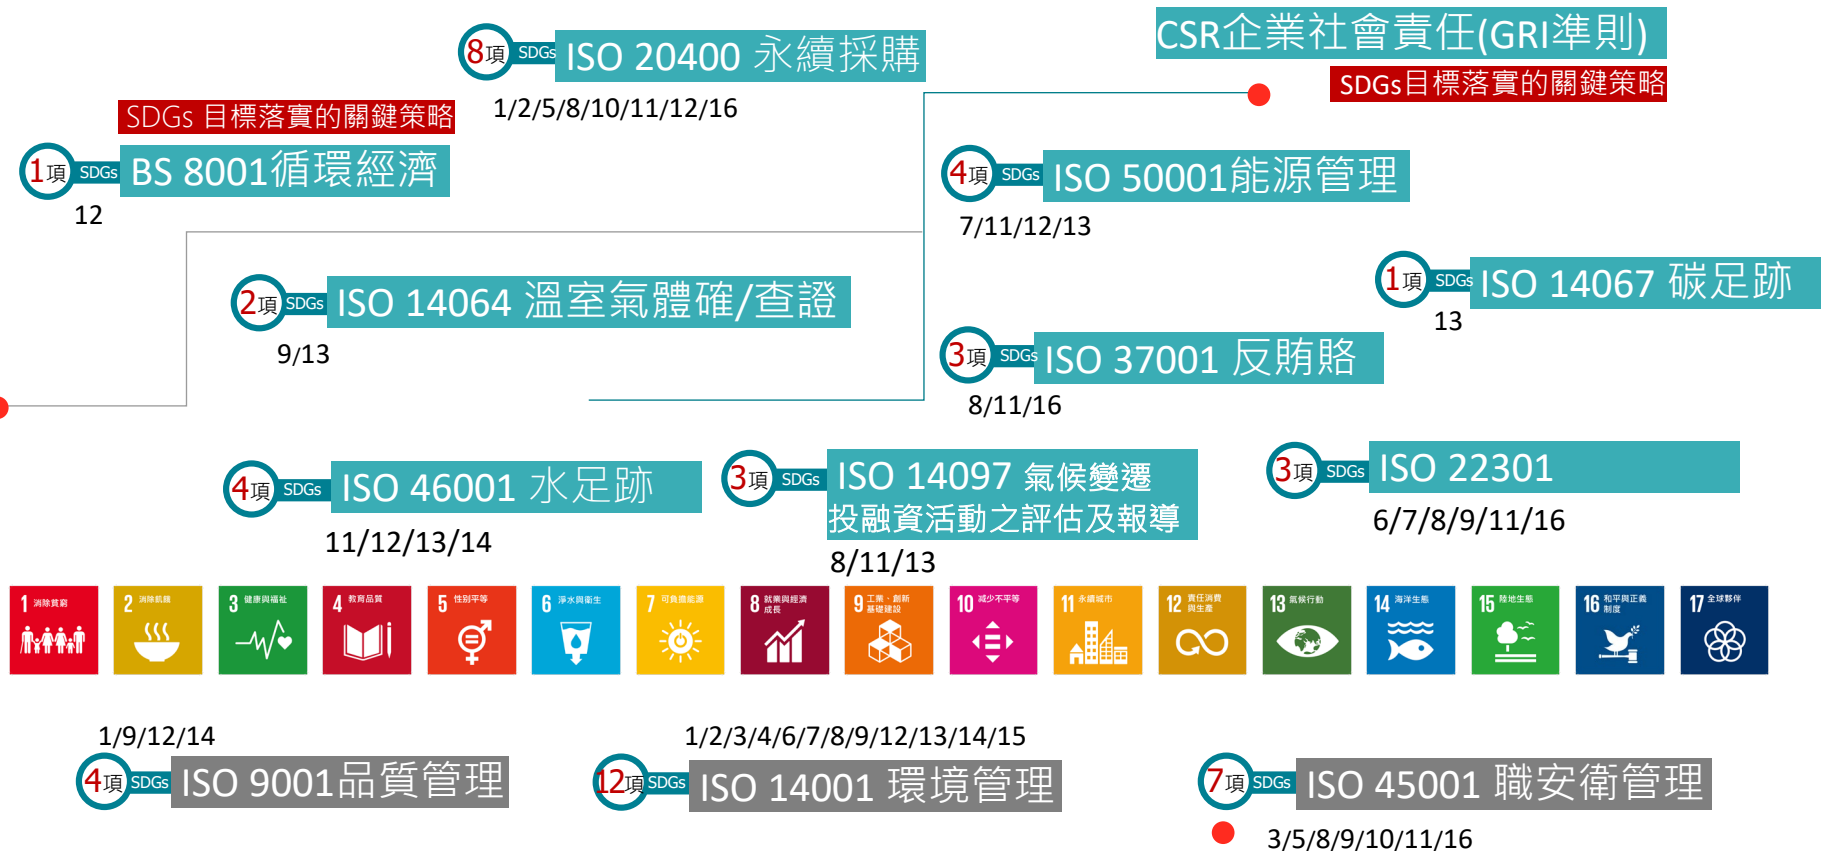 8項 SDGs ISO 20400 永續採購
1/2/5/8/10/11/12/16
CSR企業社會責任(GRI準則)
SDGs目標落實的關鍵策略
SDGs 目標落實的關鍵策略
1項 SDGs BS 8001循環經濟
12
4項 SDGs ISO 50001能源管理
7/11/12/13
2項 SDGs ISO 14064 溫室氣體確/查證
9/13
1項 SDGs ISO 14067 碳足跡
13
3項 SDGs ISO 37001 反賄賂
8/11/16
4項 SDGs ISO 46001 水足跡
11/12/13/14
3項 SDGs ISO 14097 氣候變遷
投融資活動之評估及報導
8/11/13
3項 SDGs ISO 22301
6/7/8/9/11/16
1 消除貧窮
2 消除飢餓
3 健康與福祉
4 教育品質
5 性別平等
6 淨水與衛生
7 可負擔能源
8 就業與經濟
成長
9 工業、創新
基礎建設
10 減少不平等
11 永續城市
12 責任消費
與生產
13 氣候行動
14 海洋生態
15 陸地生態
16 和平與正義
制度
17 全球夥伴
1/9/12/14
4項 SDGs ISO 9001品質管理
1/2/3/4/6/7/8/9/12/13/14/15
12項 SDGs ISO 14001 環境管理
7項 SDGs ISO 45001 職安衛管理
3/5/8/9/10/11/16